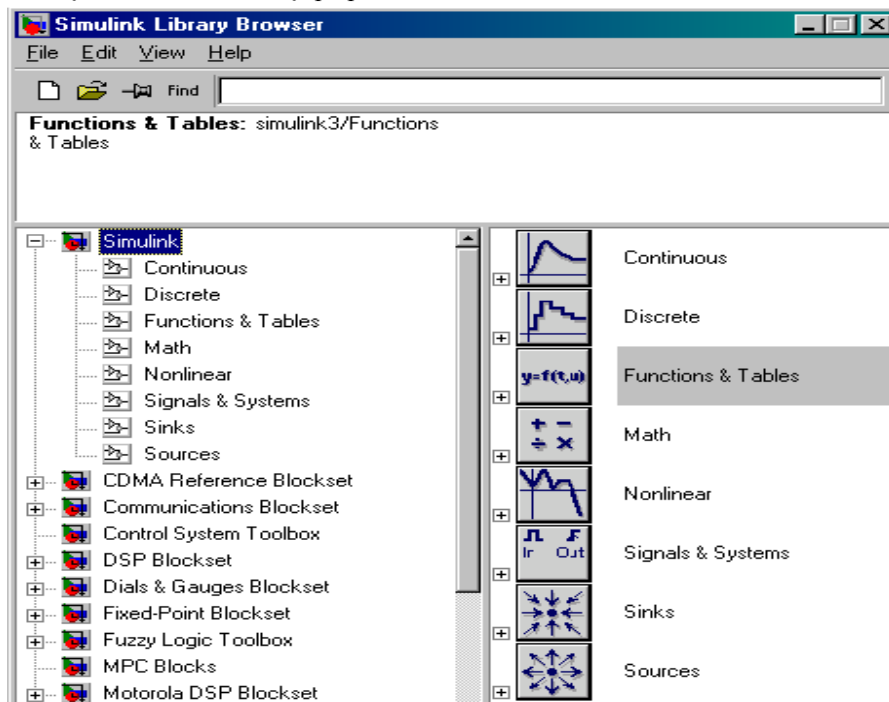 Simulink Library Browser
File Edit View Help
Find
Functions & Tables: simulink3/Functions
& Tables
Simulink
Continuous
Discrete
Functions & Tables
Math
Nonlinear
Signals & Systems
Sinks
Sources
CDMA Reference Blockset
Communications Blockset
Control System Toolbox
DSP Blockset
Dials & Gauges Blockset
Fixed-Point Blockset
Fuzzy Logic Toolbox
MPC Blocks
Motorola DSP Blockset
Continuous
Discrete
y=f(t,u)
Functions & Tables
+ −
÷ ×
Math
Nonlinear
In Out
Signals & Systems
Sinks
Sources